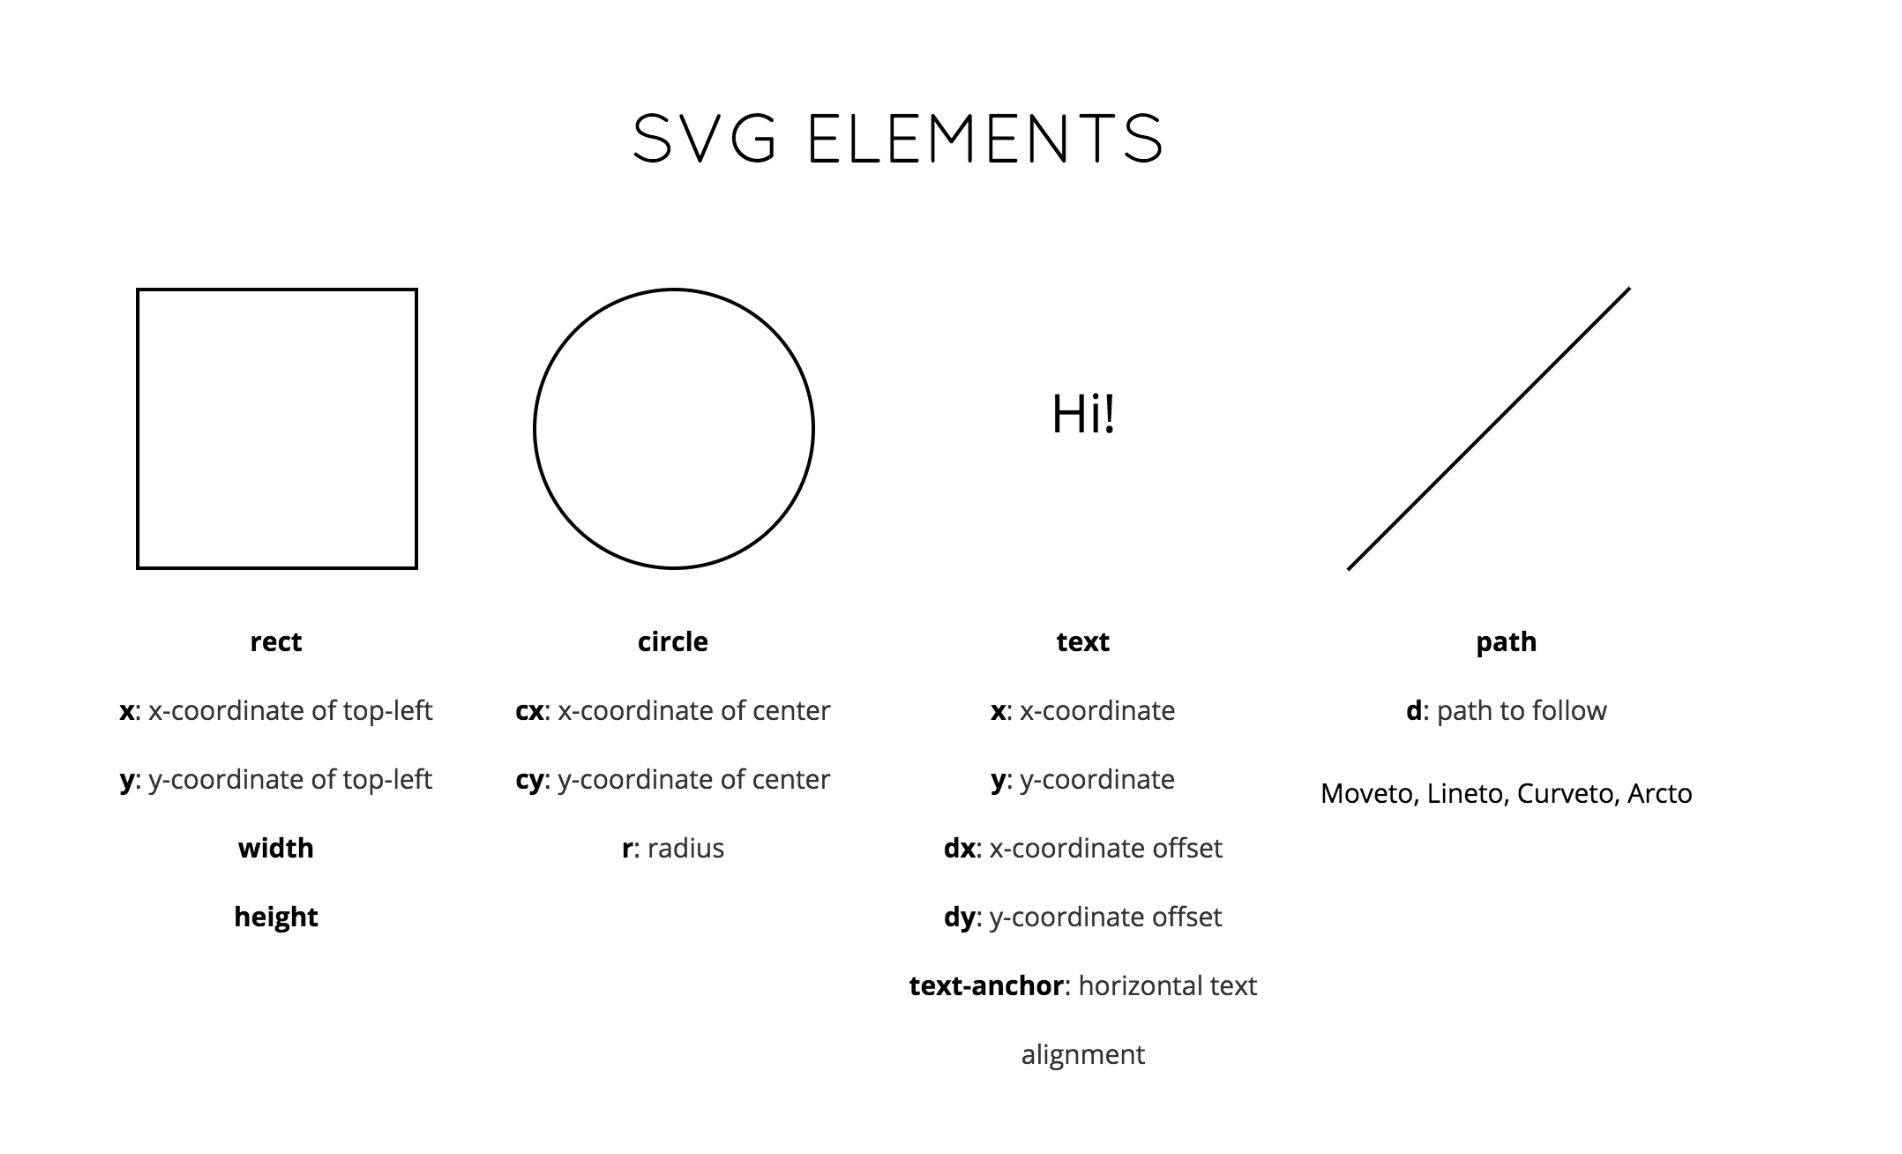 SVG ELEMENTS
Hi!
rect
x: x-coordinate of top-left
y: y-coordinate of top-left
width
height
circle
cx: x-coordinate of center
cy: y-coordinate of center
r: radius
text
x: x-coordinate
y: y-coordinate
dx: x-coordinate offset
dy: y-coordinate offset
text-anchor: horizontal text
alignment
path
d: path to follow
Moveto, Lineto, Curveto, Arcto